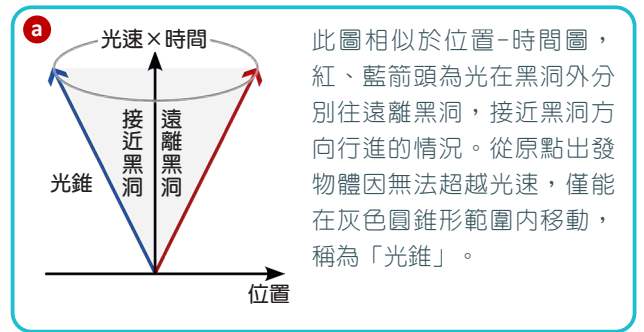 a
光速×時間
接近黑洞
遠離黑洞
光錐
位置
此圖相似於位置-時間圖，
紅、藍箭頭為光在黑洞外分
別往遠離黑洞，接近黑洞方
向行進的情況。從原點出發
物體因無法超越光速，僅能
在灰色圓錐形範圍內移動，
稱為「光錐」。